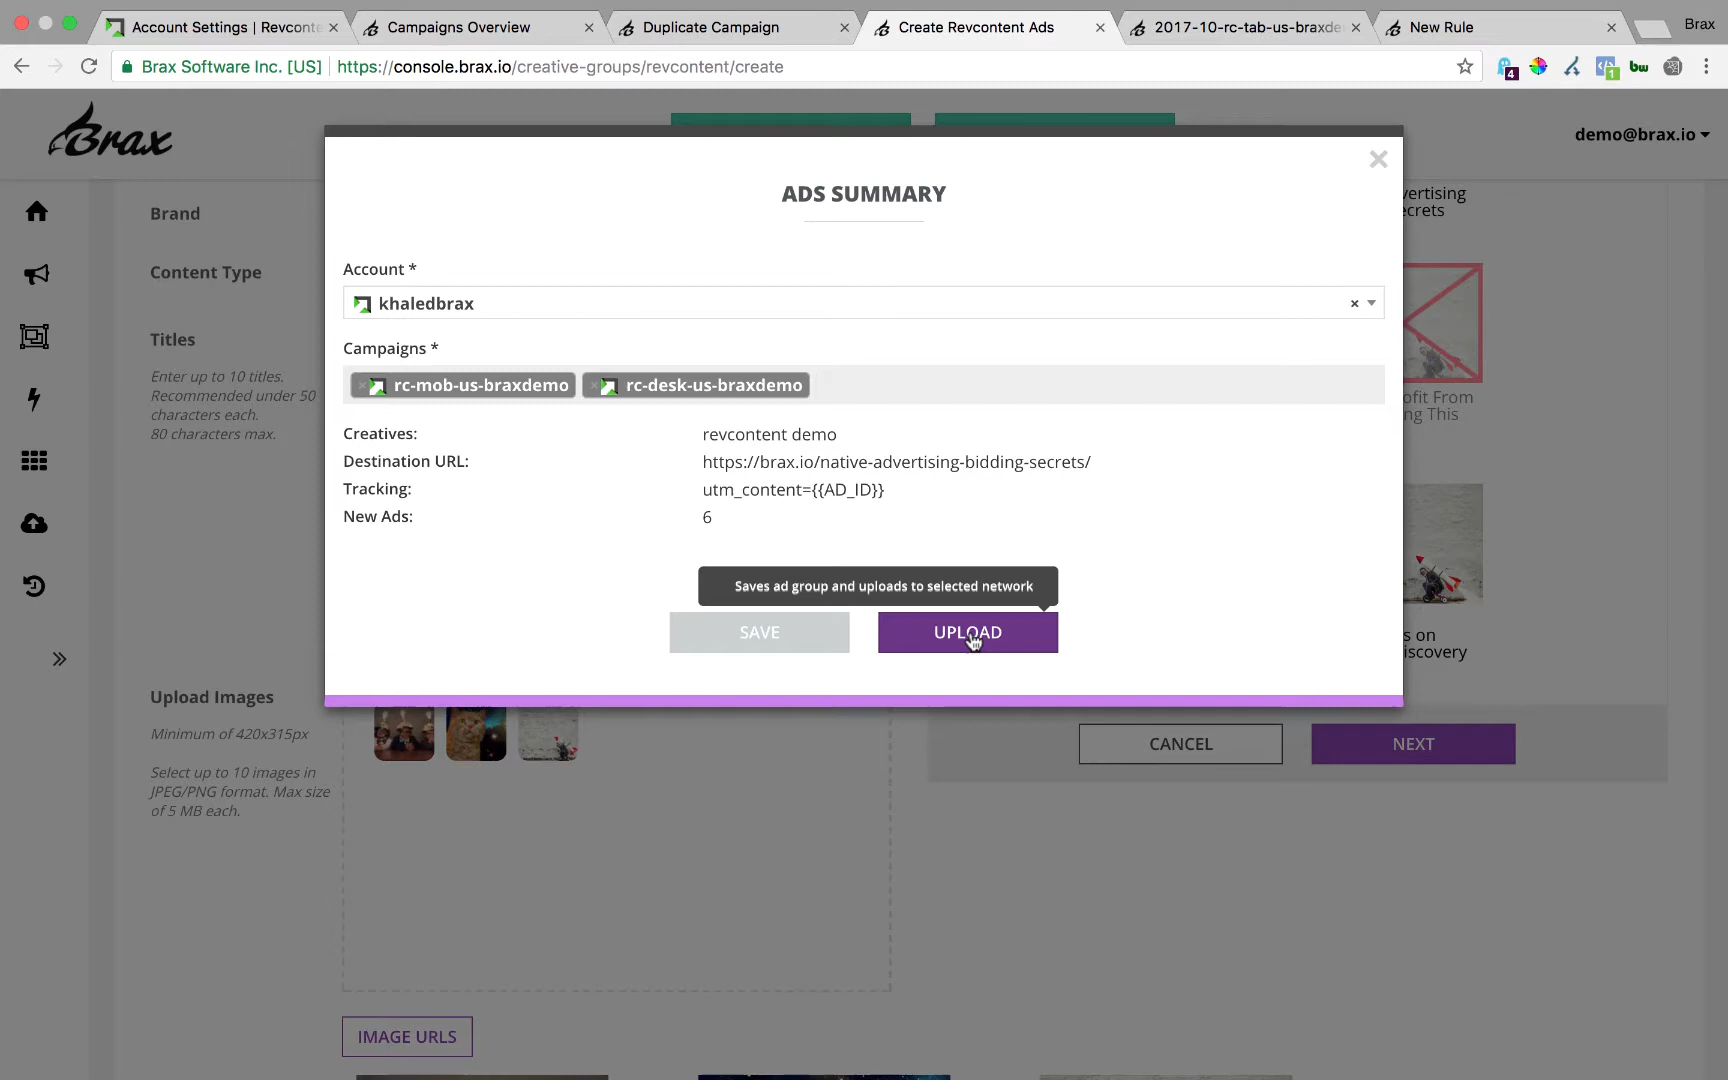 Account Settings | Revconte
Campaigns Overview
Duplicate Campaign
Create Revcontent Ads
2017-10-rc-tab-us-braxde
New Rule
Brax
Brax Software Inc. [US]
https://console.brax.io/creative-groups/revcontent/create
4
1
bw
Brax
demo@brax.io
ADS SUMMARY
Account *
khaledbrax
Campaigns *
rc-mob-us-braxdemo
rc-desk-us-braxdemo
Creatives:
revcontent demo
Destination URL:
https://brax.io/native-advertising-bidding-secrets/
Tracking:
utm_content={{AD_ID}}
New Ads:
6
Saves ad group and uploads to selected network
SAVE
UPLOAD
Brand
Content Type
Titles
Enter up to 10 titles.
Recommended under 50
characters each.
80 characters max.
Upload Images
Minimum of 420x315px
Select up to 10 images in
JPEG/PNG format. Max size
of 5 MB each.
IMAGE URLS
vertising
ecrets
ofit From
ng This
s on
iscovery
CANCEL
NEXT